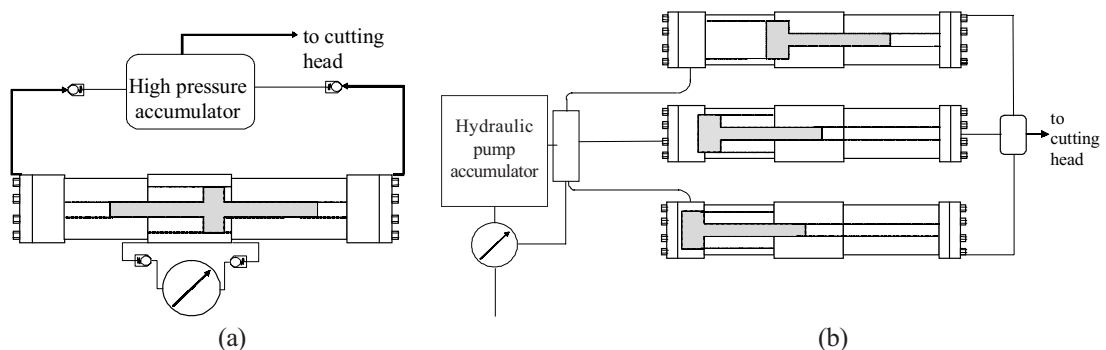 to cutting
head
High pressure
accumulator
(a)
Hydraulic
pump
accumulator
to
cutting
head
(b)